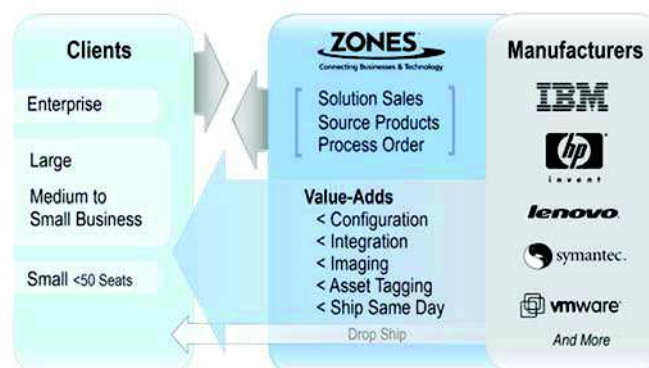 Clients
Enterprise
Large
Medium to
Small Business
Small <50 Seats
ZONES
Connecting Businesses & Technology
Solution Sales
Source Products
Process Order
Value-Adds
< Configuration
< Integration
< Imaging
< Asset Tagging
< Ship Same Day
Drop Ship
Manufacturers
IBM
hp
invent
lenovo
symantec.
vmware
And More